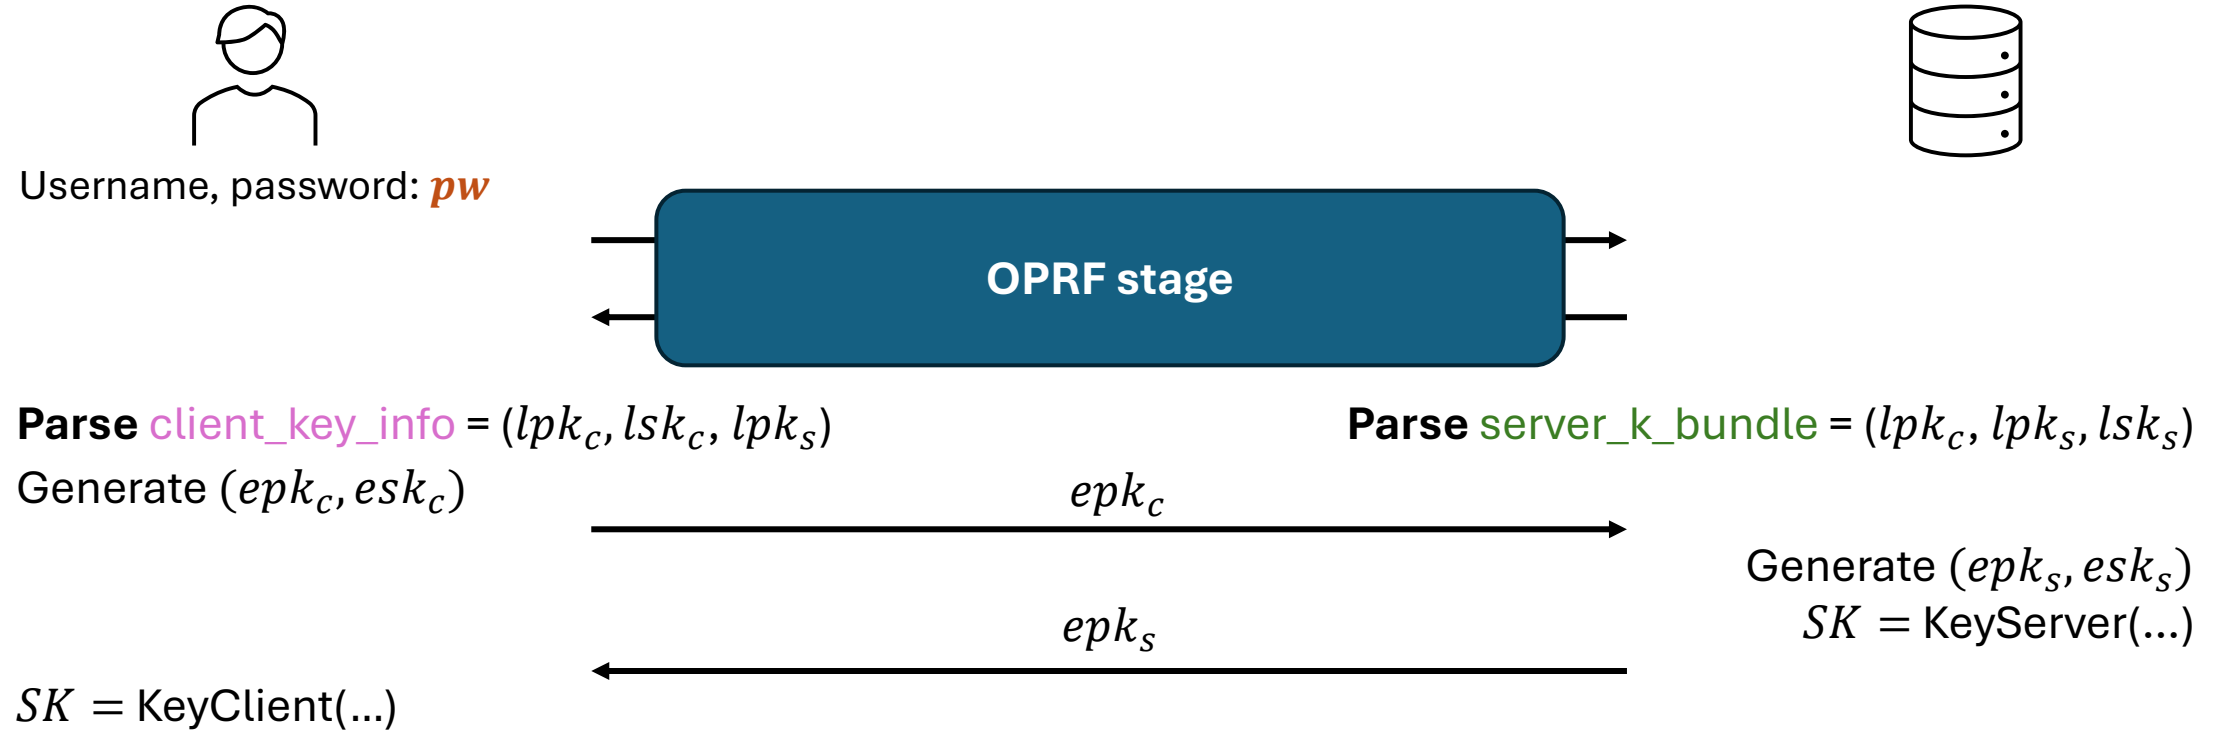 Username, password: pw
OPRF stage
Parse client_key_info = (lpk_c, lsk_c, lpk_s)
Parse server_k_bundle = (lpk_c, lpk_s, lsk_s)
Generate (epk_c, esk_c)
epk_c
Generate (epk_s, esk_s)
SK = KeyServer(...)
epk_s
SK = KeyClient(...)